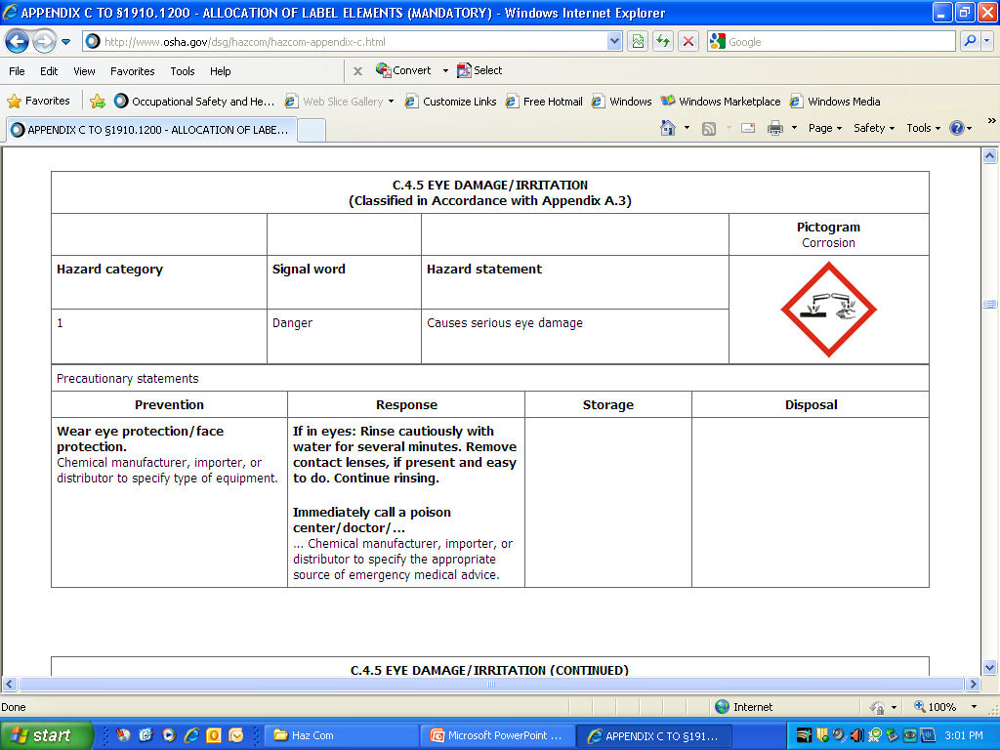 APPENDIX C TO §1910.1200 - ALLOCATION OF LABEL ELEMENTS (MANDATORY) - Windows Internet Explorer
http://www.osha.gov/dsg/hazcom/hazcom-appendix-c.html
Google
File Edit View Favorites Tools Help
x Convert Select
Favorites Occupational Safety and He... Web Slice Gallery Customize Links Free Hotmail Windows Windows Marketplace Windows Media
APPENDIX C TO §1910.1200 - ALLOCATION OF LABE...
Page Safety Tools
C.4.5 EYE DAMAGE/IRRITATION
(Classified in Accordance with Appendix A.3)
Pictogram
Corrosion
Hazard category Signal word Hazard statement
1 Danger Causes serious eye damage
Precautionary statements
Prevention Response Storage Disposal
Wear eye protection/face
protection.
Chemical manufacturer, importer, or
distributor to specify type of equipment.
If in eyes: Rinse cautiously with
water for several minutes. Remove
contact lenses, if present and easy
to do. Continue rinsing.
Immediately call a poison
center/doctor/...
... Chemical manufacturer, importer, or
distributor to specify the appropriate
source of emergency medical advice.
C.4.5 EYE DAMAGE/IRRITATION (CONTINUED)
Done Internet 100%
start Haz Com Microsoft PowerPoint ... APPENDIX C TO §191... 3:01 PM